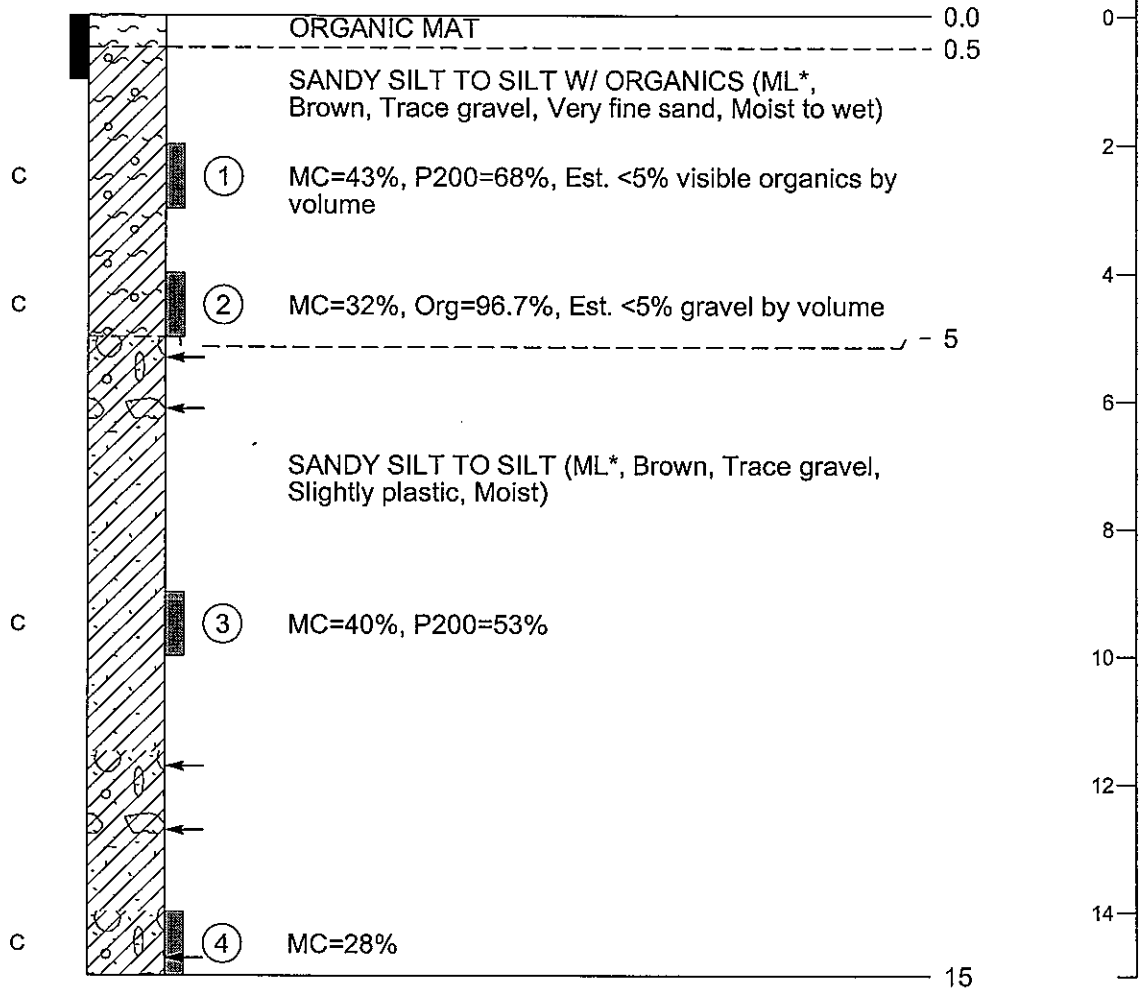 ORGANIC MAT
0.0
0
0.5
SANDY SILT TO SILT W/ ORGANICS (ML*,
Brown, Trace gravel, Very fine sand, Moist to wet)
2
C
1
MC=43%, P200=68%, Est. <5% visible organics by
volume
4
C
2
MC=32%, Org=96.7%, Est. <5% gravel by volume
5
6
SANDY SILT TO SILT (ML*, Brown, Trace gravel,
Slightly plastic, Moist)
8
C
3
MC=40%, P200=53%
10
12
14
C
4
MC=28%
15